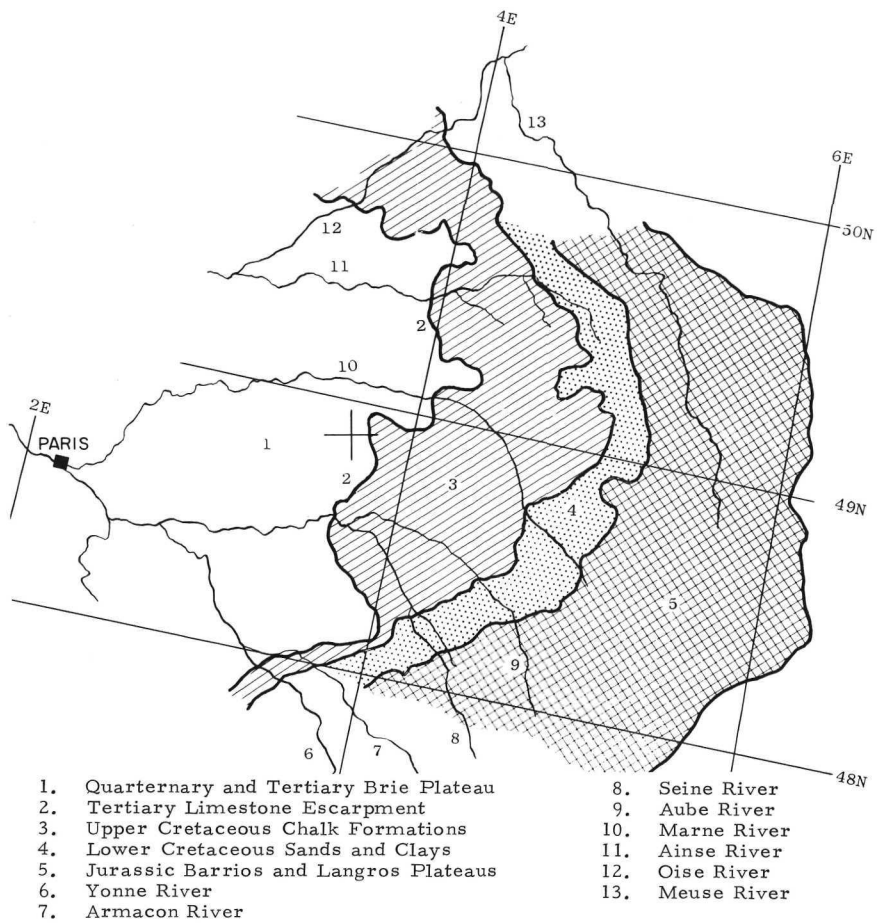 4E
13
6E
12
50N
11
2
10
2E
PARIS
1
2
3
4
49N
5
9
6
7
8
48N
1. Quarternary and Tertiary Brie Plateau
2. Tertiary Limestone Escarpment
3. Upper Cretaceous Chalk Formations
4. Lower Cretaceous Sands and Clays
5. Jurassic Barrios and Langros Plateaus
6. Yonne River
7. Armacon River
8. Seine River
9. Aube River
10. Marne River
11. Ainse River
12. Oise River
13. Meuse River